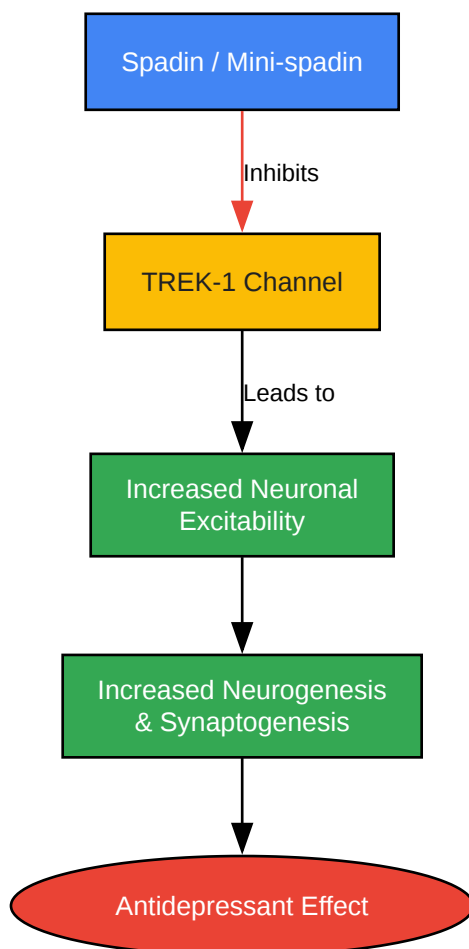 Spadin / Mini-spadin
Inhibits
TREK-1 Channel
Leads to
Increased Neuronal
Excitability
Increased Neurogenesis
& Synaptogenesis
Antidepressant Effect